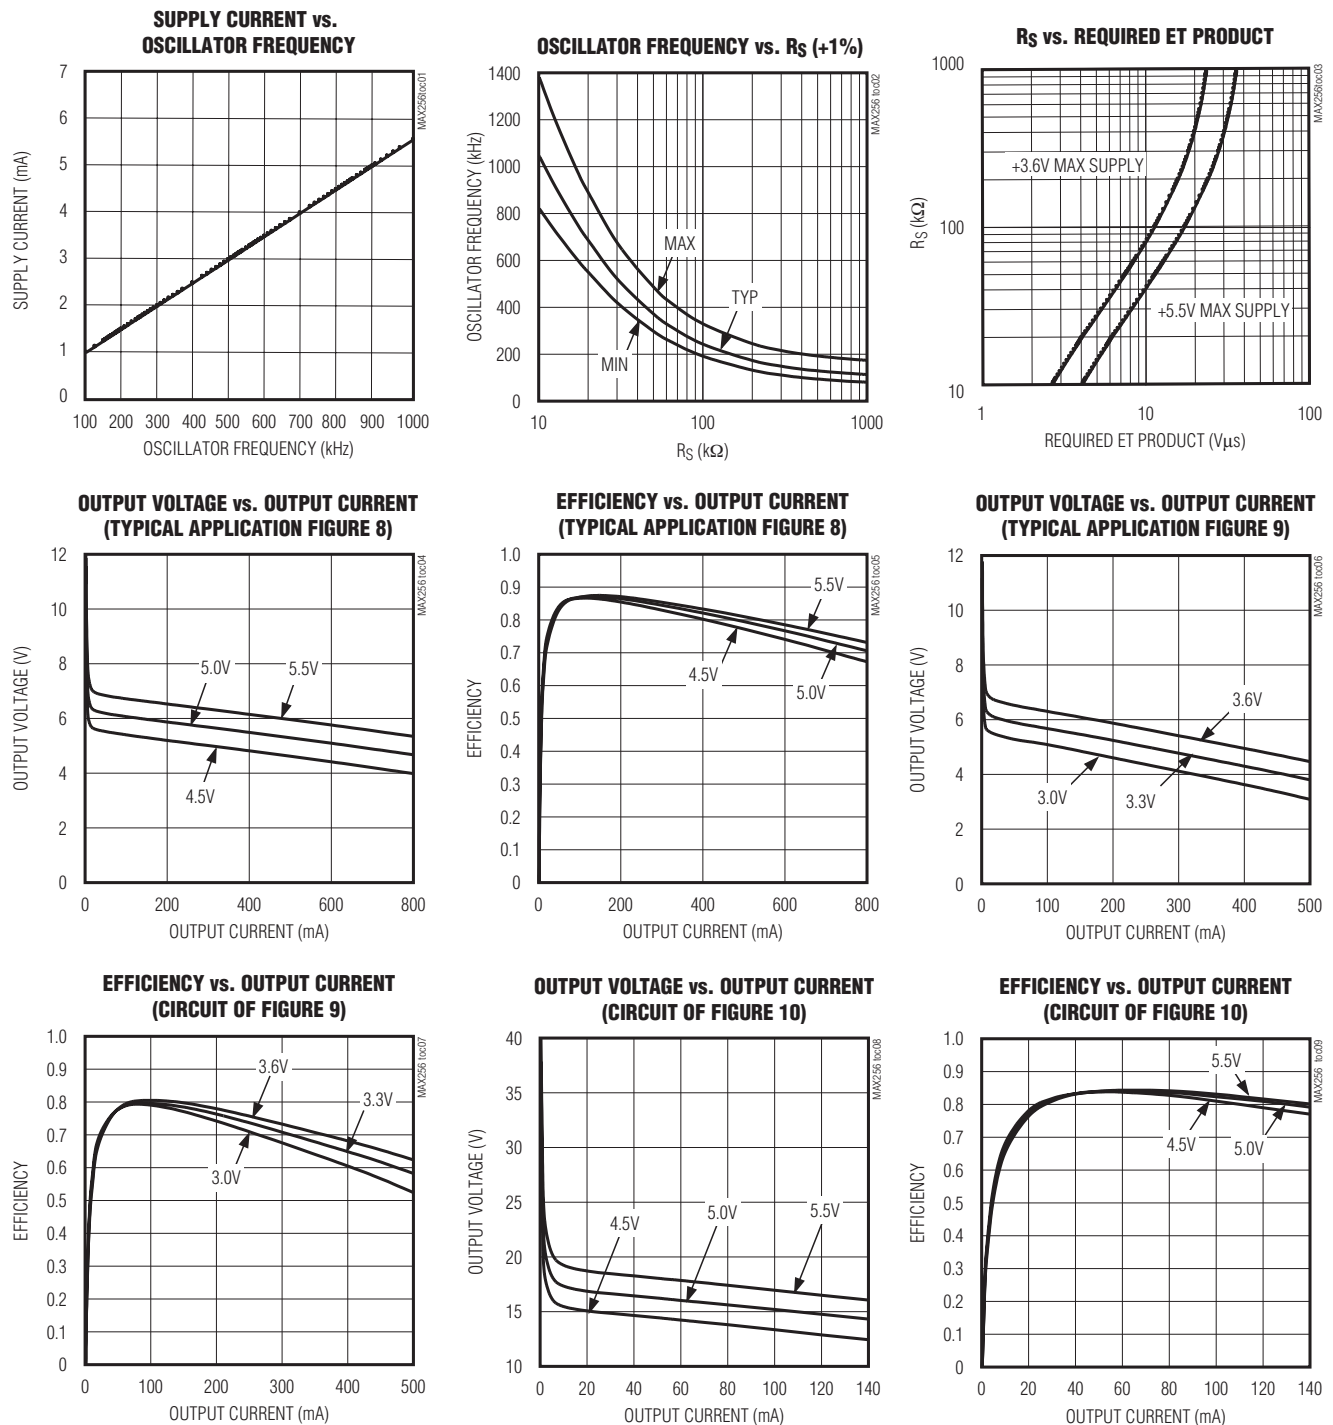 SUPPLY CURRENT vs.
OSCILLATOR FREQUENCY
7
6
5
4
3
2
1
0
SUPPLY CURRENT (mA)
MAX256toc01
100 200 300 400 500 600 700 800 900 1000
OSCILLATOR FREQUENCY (kHz)
OSCILLATOR FREQUENCY vs. RS (+1%)
1400
1200
1000
800
600
400
200
0
OSCILLATOR FREQUENCY (kHz)
MAX256 toc02
MAX
TYP
MIN
10 100 1000
RS (kΩ)
RS vs. REQUIRED ET PRODUCT
1000
100
10
RS (kΩ)
MAX256toc03
+3.6V MAX SUPPLY
+5.5V MAX SUPPLY
1 10 100
REQUIRED ET PRODUCT (Vμs)
OUTPUT VOLTAGE vs. OUTPUT CURRENT
(TYPICAL APPLICATION FIGURE 8)
12
10
8
6
4
2
0
OUTPUT VOLTAGE (V)
MAX256 toc04
5.0V
5.5V
4.5V
0 200 400 600 800
OUTPUT CURRENT (mA)
EFFICIENCY vs. OUTPUT CURRENT
(TYPICAL APPLICATION FIGURE 8)
1.0
0.9
0.8
0.7
0.6
0.5
0.4
0.3
0.2
0.1
0
EFFICIENCY
MAX256 toc05
5.5V
4.5V
5.0V
0 200 400 600 800
OUTPUT CURRENT (mA)
OUTPUT VOLTAGE vs. OUTPUT CURRENT
(TYPICAL APPLICATION FIGURE 9)
12
10
8
6
4
2
0
OUTPUT VOLTAGE (V)
MAX256 toc06
3.6V
3.0V
3.3V
0 100 200 300 400 500
OUTPUT CURRENT (mA)
EFFICIENCY vs. OUTPUT CURRENT
(CIRCUIT OF FIGURE 9)
1.0
0.9
0.8
0.7
0.6
0.5
0.4
0.3
0.2
0.1
0
EFFICIENCY
MAX256 toc07
3.6V
3.3V
3.0V
0 100 200 300 400 500
OUTPUT CURRENT (mA)
OUTPUT VOLTAGE vs. OUTPUT CURRENT
(CIRCUIT OF FIGURE 10)
40
35
30
25
20
15
10
OUTPUT VOLTAGE (V)
MAX256 toc08
4.5V
5.0V
5.5V
0 20 40 60 80 100 120 140
OUTPUT CURRENT (mA)
EFFICIENCY vs. OUTPUT CURRENT
(CIRCUIT OF FIGURE 10)
1.0
0.9
0.8
0.7
0.6
0.5
0.4
0.3
0.2
0.1
0
EFFICIENCY
MAX256 toc09
5.5V
4.5V
5.0V
0 20 40 60 80 100 120 140
OUTPUT CURRENT (mA)